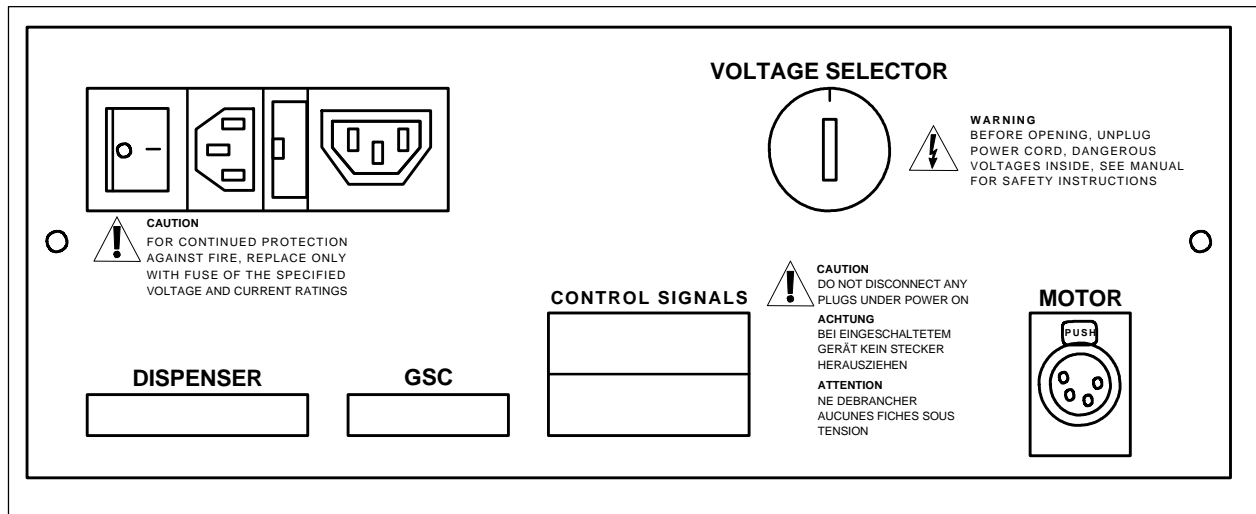 VOLTAGE SELECTOR
WARNING
BEFORE OPENING, UNPLUG
POWER CORD, DANGEROUS
VOLTAGES INSIDE, SEE MANUAL
FOR SAFETY INSTRUCTIONS
CAUTION
FOR CONTINUED PROTECTION
AGAINST FIRE, REPLACE ONLY
WITH FUSE OF THE SPECIFIED
VOLTAGE AND CURRENT RATINGS
DISPENSER
GSC
CONTROL SIGNALS
CAUTION
DO NOT DISCONNECT ANY
PLUGS UNDER POWER ON
ACHTUNG
BEI EINGESCHALTETEM
GERÄT KEIN STECKER
HERAUSZIEHEN
ATTENTION
NE DEBRANCHER
AUCUNES FICHES SOUS
TENSION
MOTOR
PUSH